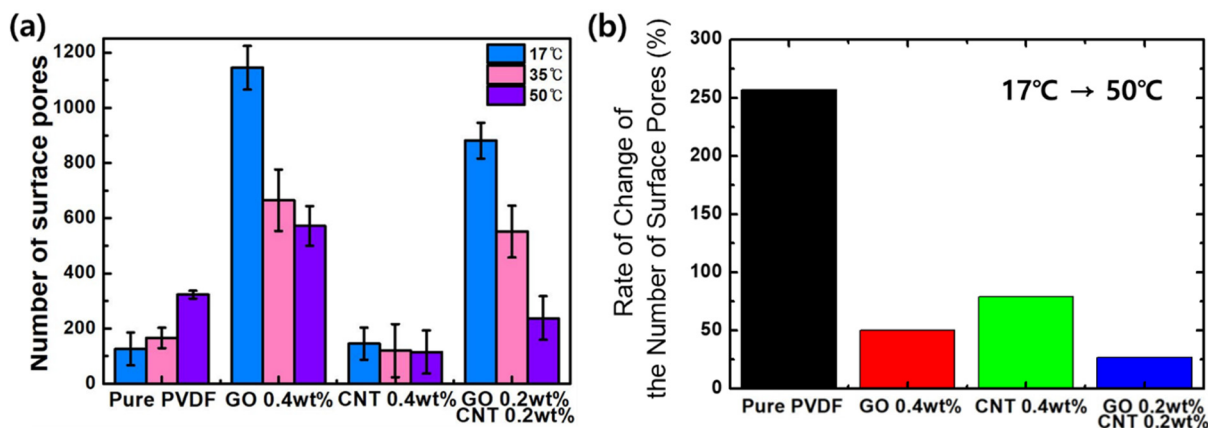 (a)
Number of surface pores
1200
1000
800
600
400
200
0
17℃
35℃
50℃
Pure PVDF GO 0.4wt% CNT 0.4wt% GO 0.2wt%
CNT 0.2wt%
(b)
Rate of Change of
the Number of Surface Pores (%)
300
250
200
150
100
50
0
17℃ → 50℃
Pure PVDF GO 0.4wt% CNT 0.4wt% GO 0.2wt%
CNT 0.2wt%